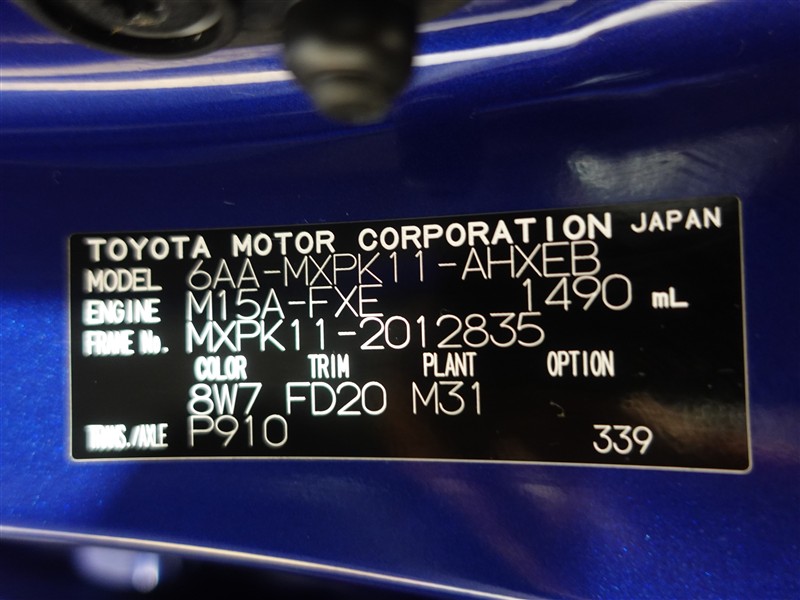 TOYOTA MOTOR CORPORATION JAPAN
MODEL 6AA-MXPK11-AHXEB
ENGINE M15A-FXE 1490 mL
FRAME No. MXPK11-2012835
COLOR TRIM PLANT OPTION
8W7 FD20 M31
TRANS./AXLE P910 339